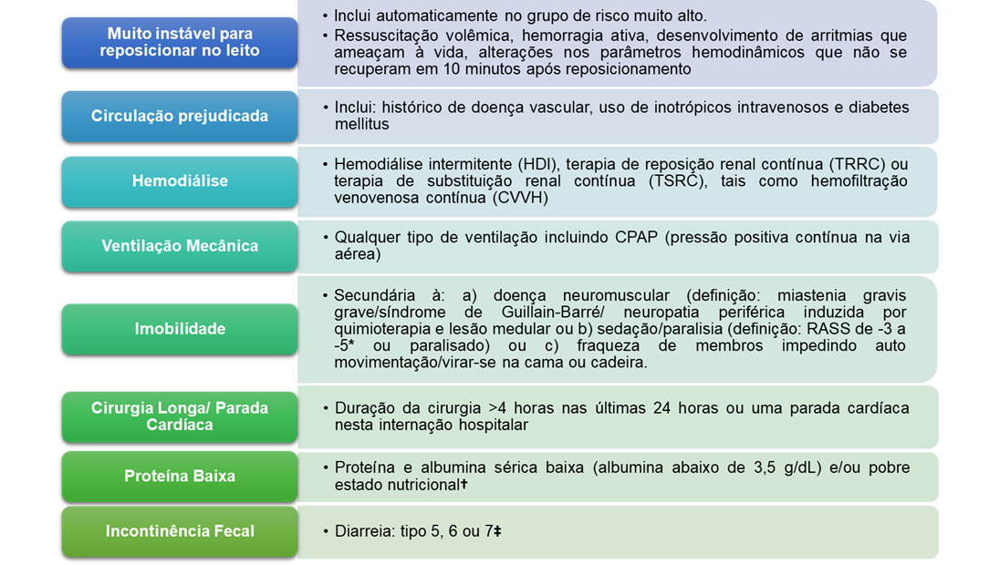 Muito instável para
reposicionar no leito
• Inclui automaticamente no grupo de risco muito alto.
• Ressuscitação volêmica, hemorragia ativa, desenvolvimento de arritmias que
ameaçam à vida, alterações nos parâmetros hemodinâmicos que não se
recuperam em 10 minutos após reposicionamento
Circulação prejudicada
• Inclui: histórico de doença vascular, uso de inotrópicos intravenosos e diabetes
mellitus
Hemodiálise
• Hemodiálise intermitente (HDI), terapia de reposição renal contínua (TRRC) ou
terapia de substituição renal contínua (TSRC), tais como hemofiltração
venovenosa contínua (CVVH)
Ventilação Mecânica
• Qualquer tipo de ventilação incluindo CPAP (pressão positiva contínua na via
aérea)
Imobilidade
• Secundária à: a) doença neuromuscular (definição: miastenia gravis
grave/síndrome de Guillain-Barré/ neuropatia periférica induzida por
quimioterapia e lesão medular ou b) sedação/paralisia (definição: RASS de -3 a
-5* ou paralisado) ou c) fraqueza de membros impedindo auto
movimentação/virar-se na cama ou cadeira.
Cirurgia Longa/ Parada
Cardíaca
• Duração da cirurgia >4 horas nas últimas 24 horas ou uma parada cardíaca
nesta internação hospitalar
Proteína Baixa
• Proteína e albumina sérica baixa (albumina abaixo de 3,5 g/dL) e/ou pobre
estado nutricional†
Incontinência Fecal
• Diarreia: tipo 5, 6 ou 7‡